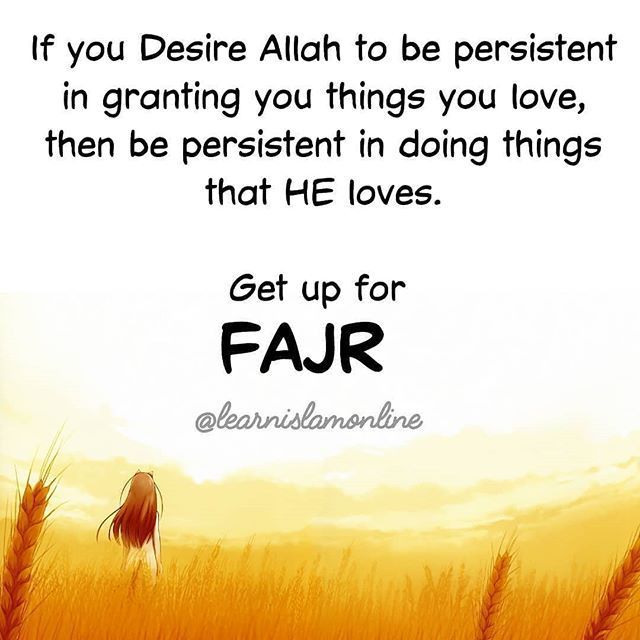 If you Desire Allah to be persistent
in granting you things you love,
then be persistent in doing things
that HE loves.
Get up for
FAJR
@learnislamonline